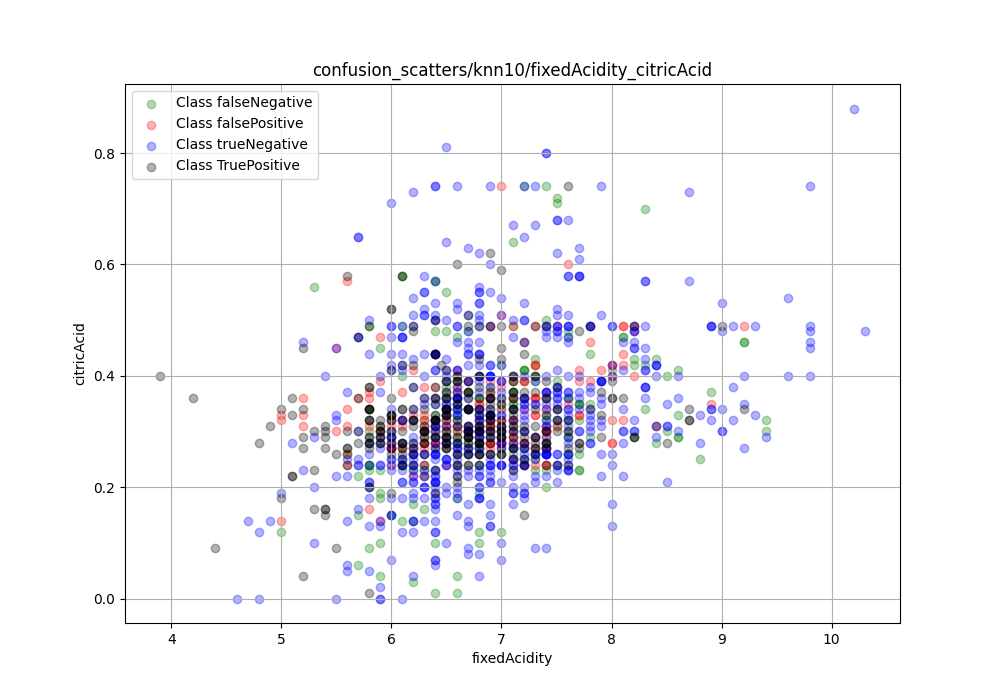 confusion_scatters/knn10/fixedAcidity_citricAcid
Class falseNegative
Class falsePositive
Class trueNegative
Class TruePositive
0.8
0.6
0.4
0.2
0.0
citricAcid
4 5 6 7 8 9 10
fixedAcidity